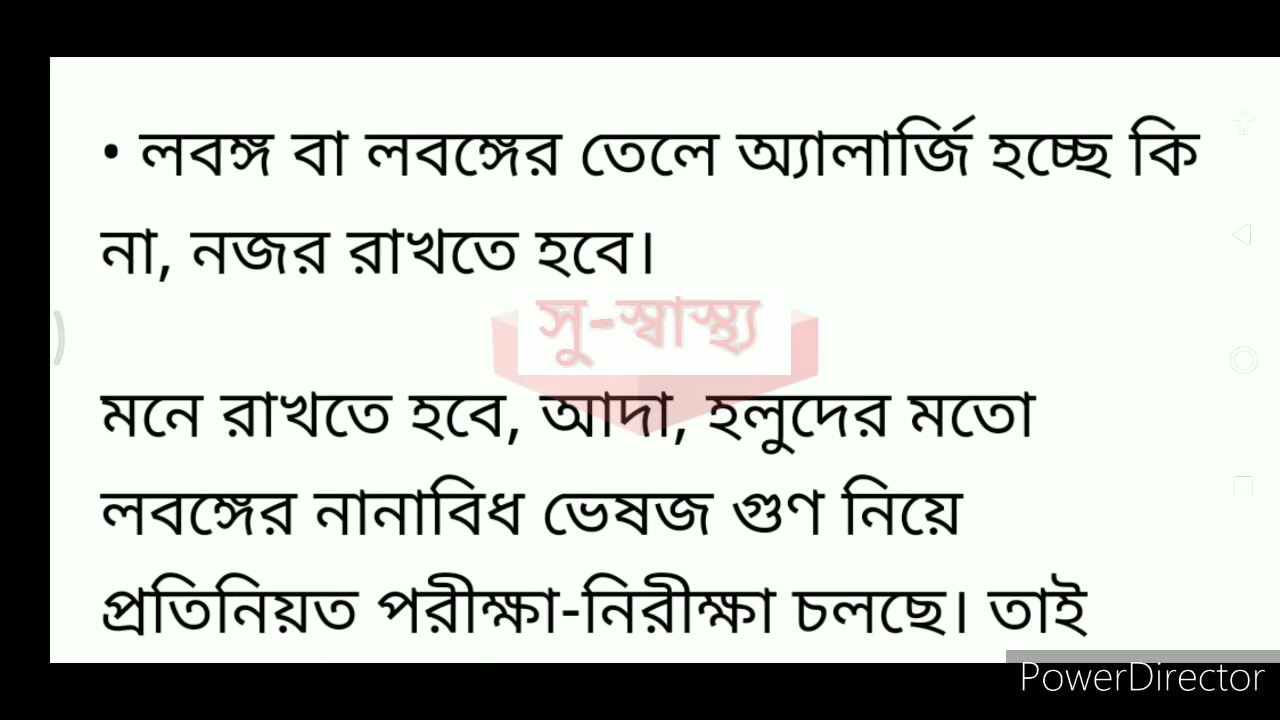 • লবঙ্গ বা লবঙ্গের তেলে অ্যালার্জি হচ্ছে কি
না, নজর রাখতে হবে।
সু-স্বাস্থ্য
মনে রাখতে হবে, আদা, হলুদের মতো
লবঙ্গের নানাবিধ ভেষজ গুণ নিয়ে
প্রতিনিয়ত পরীক্ষা-নিরীক্ষা চলছে। তাই
PowerDirector